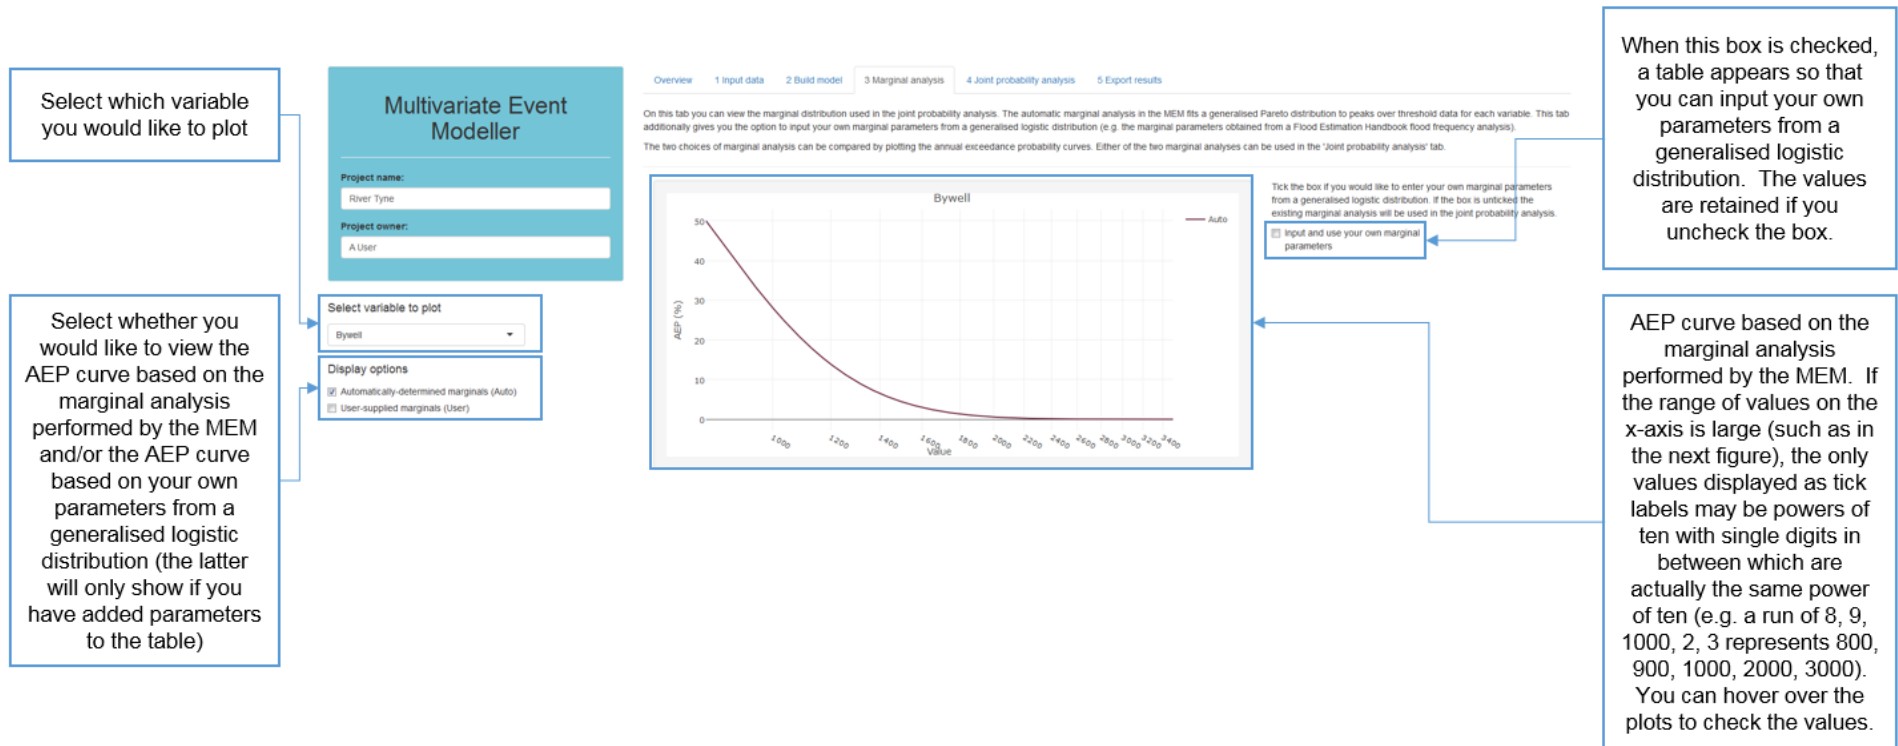 Select which variable
you would like to plot
Select whether you
would like to view the
AEP curve based on the
marginal analysis
performed by the MEM
and/or the AEP curve
based on your own
parameters from a
generalised logistic
distribution (the latter
will only show if you
have added parameters
to the table)
Multivariate Event
Modeller
Project name:
River Tyne
Project owner:
A User
Select variable to plot
Bywell
Display options
Automatically-determined marginals (Auto)
User-supplied marginals (User)
Overview 1 Input data 2 Build model 3 Marginal analysis 4 Joint probability analysis 5 Export results
On this tab you can view the marginal distribution used in the joint probability analysis. The automatic marginal analysis in the MEM fits a generalised Pareto distribution to peaks over threshold data for each variable. This tab
additionally gives you the option to input your own marginal parameters from a generalised logistic distribution (e.g. the marginal parameters obtained from a Flood Estimation Handbook flood frequency analysis).
The two choices of marginal analysis can be compared by plotting the annual exceedance probability curves. Either of the two marginal analyses can be used in the 'Joint probability analysis' tab.
Bywell
Auto
AEP (%)
50
40
30
20
10
0
1000 1200 1400 1600 1800 2000 2200 2400 2600 2800 3000 3200 3400
Value
Tick the box if you would like to enter your own marginal parameters
from a generalised logistic distribution. If the box is unticked the
existing marginal analysis will be used in the joint probability analysis.
Input and use your own marginal
parameters
When this box is checked,
a table appears so that
you can input your own
parameters from a
generalised logistic
distribution. The values
are retained if you
uncheck the box.
AEP curve based on the
marginal analysis
performed by the MEM. If
the range of values on the
x-axis is large (such as in
the next figure), the only
values displayed as tick
labels may be powers of
ten with single digits in
between which are
actually the same power
of ten (e.g. a run of 8, 9,
1000, 2, 3 represents 800,
900, 1000, 2000, 3000).
You can hover over the
plots to check the values.